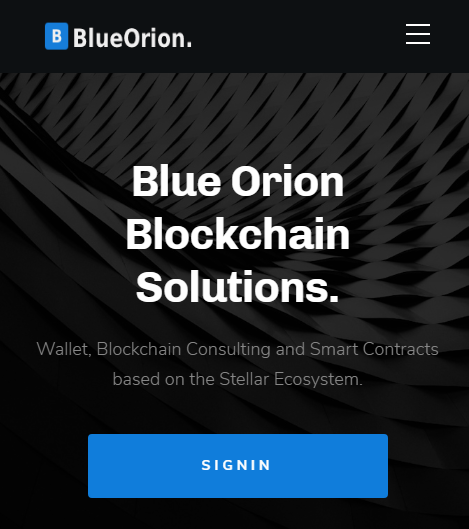 B BlueOrion.
Blue Orion
Blockchain
Solutions.
Wallet, Blockchain Consulting and Smart Contracts
based on the Stellar Ecosystem.
SIGNIN